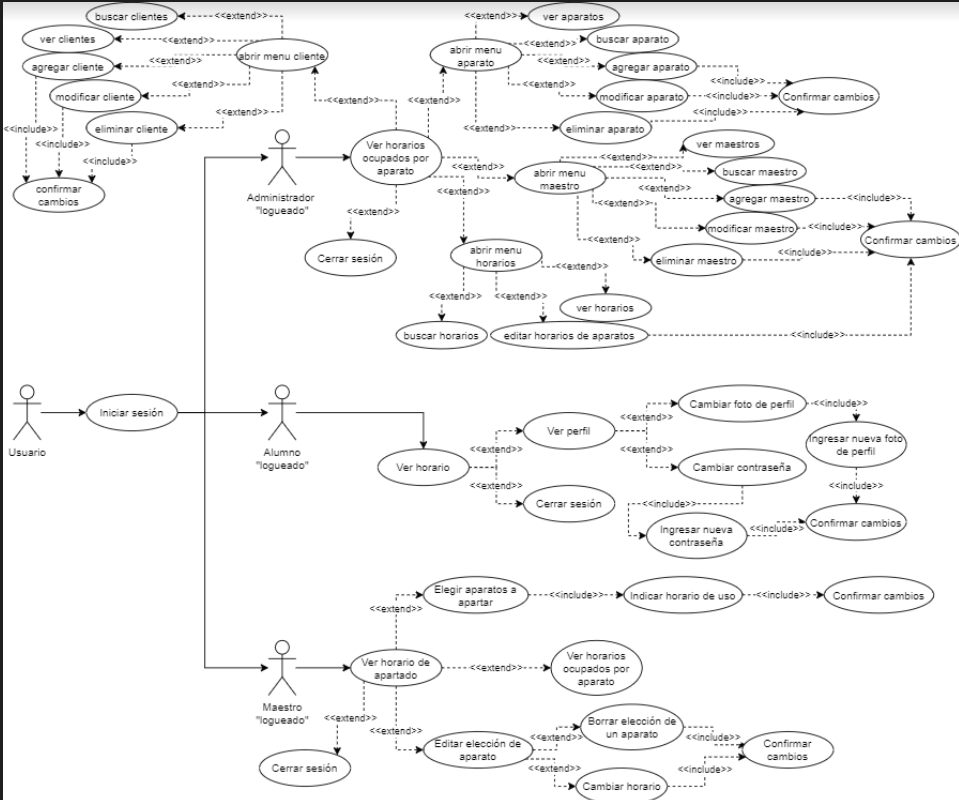 buscar clientes
<<extend>>
ver clientes
<<extend>>
abrir menu cliente
agregar cliente
<<extend>>
modificar cliente
<<extend>>
eliminar cliente
<<extend>>
<<extend>>
<<include>>
<<include>>
<<include>>
confirmar
cambios
<<extend>>
ver aparatos
<<extend>>
buscar aparato
abrir menu
aparato
<<extend>>
agregar aparato
<<include>>
<<extend>>
modificar aparato
<<include>>
Confirmar cambios
<<extend>>
<<include>>
<<extend>>
eliminar aparato
Administrador
"logueado"
Ver horarios
ocupados por
aparato
<<extend>>
Cerrar sesión
<<extend>>
<<extend>>
abrir menu
maestro
<<extend>>
ver maestros
<<extend>>
buscar maestro
<<extend>>
agregar maestro
<<include>>
<<extend>>
modificar maestro
<<include>>
Confirmar cambios
<<extend>>
eliminar maestro
<<include>>
abrir menu
horarios
<<extend>>
<<extend>>
<<extend>>
ver horarios
buscar horarios
editar horarios de aparatos
<<include>>
Usuario
Iniciar sesión
Alumno
"logueado"
Ver horario
<<extend>>
<<extend>>
Ver perfil
Cerrar sesión
<<extend>>
<<extend>>
Cambiar foto de perfil
<<include>>
Ingresar nueva foto
de perfil
Cambiar contraseña
<<include>>
<<include>>
Ingresar nueva
contraseña
<<include>>
Confirmar cambios
Elegir aparatos a
apartar
<<include>>
Indicar horario de uso
<<include>>
Confirmar cambios
<<extend>>
Maestro
"logueado"
Ver horario de
apartado
<<extend>>
Ver horarios
ocupados por
aparato
<<extend>>
<<extend>>
Cerrar sesión
Editar elección de
aparato
<<extend>>
Borrar elección de
un aparato
<<include>>
Confirmar
cambios
<<extend>>
Cambiar horario
<<include>>